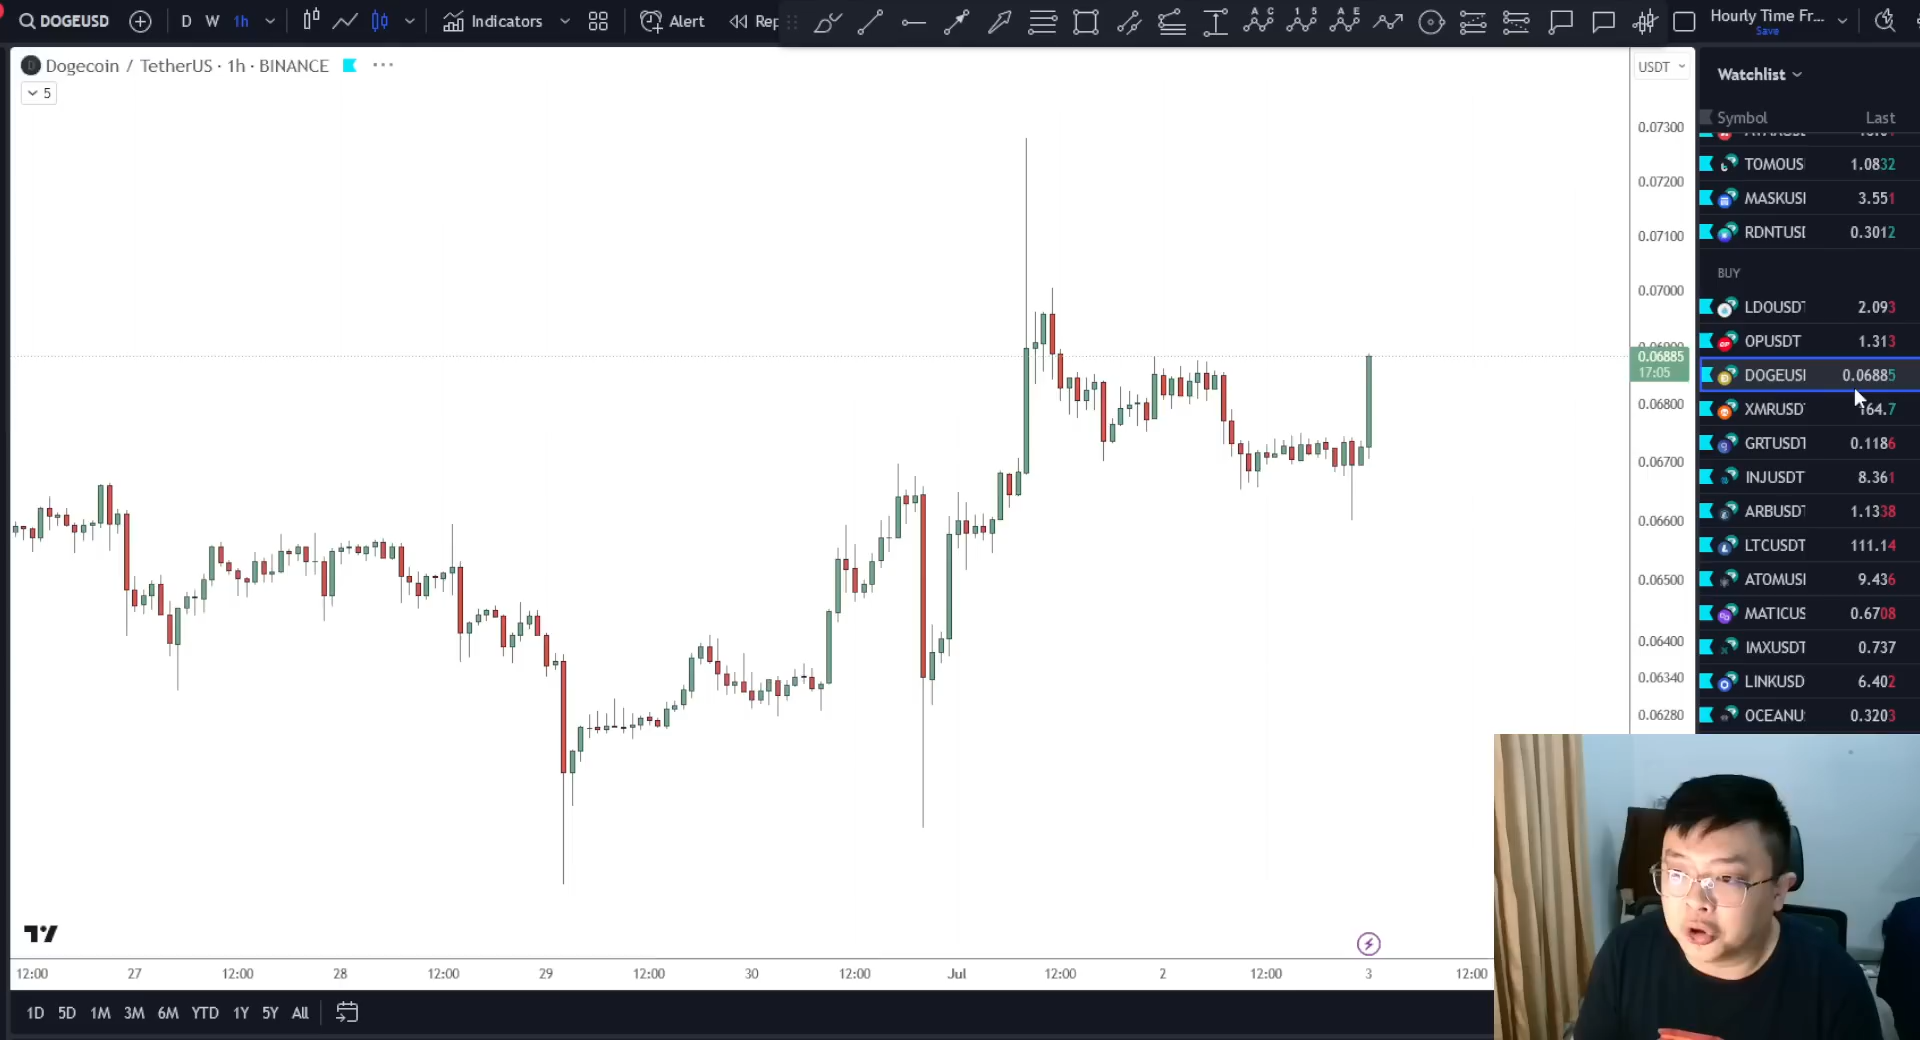 DOGEUSD D W 1h Indicators Alert Rep Hourly Time Fr...
Save
Dogecoin / TetherUS · 1h · BINANCE
5
USDT
0.07300
0.07200
0.07100
0.07000
0.06885
17:05
0.06800
0.06700
0.06600
0.06500
0.06400
0.06340
0.06280
12:00 27 12:00 28 12:00 29 12:00 30 12:00 Jul 12:00 2 12:00 3 12:00
1D 5D 1M 3M 6M YTD 1Y 5Y All
Watchlist
Symbol Last
TOMOUS 1.0832
MASKUSI 3.551
RDNTUSI 0.3012
BUY
LDOUSDT 2.093
OPUSDT 1.313
DOGEUSI 0.06885
XMRUSDT 164.7
GRTUSDT 0.1186
INJUSDT 8.361
ARBUSDT 1.1338
LTCUSDT 111.14
ATOMUSI 9.436
MATICUS 0.6708
IMXUSDT 0.737
LINKUSD 6.402
OCEANU 0.3203